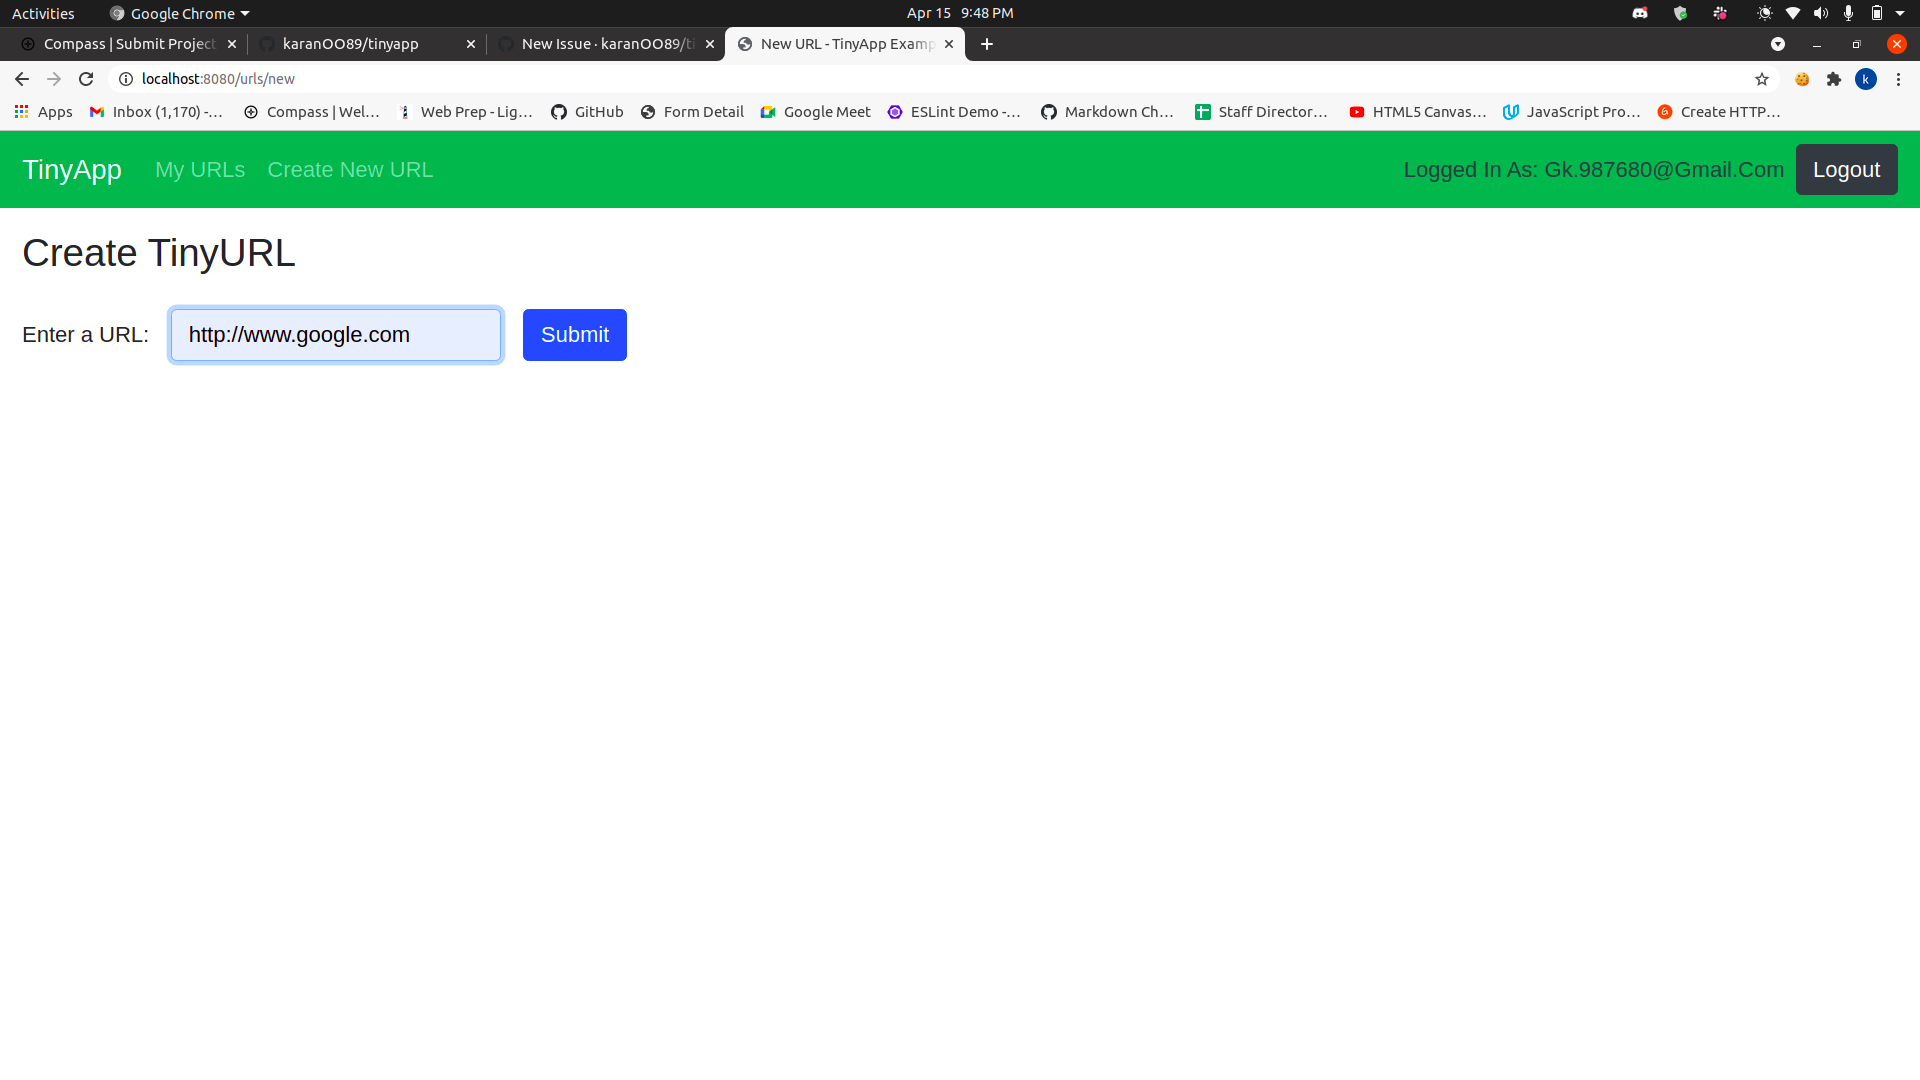 Activities Google Chrome Apr 15 9:48 PM
Compass | Submit Project karanOO89/tinyapp New Issue · karanOO89/ti New URL - TinyApp Examp
localhost:8080/urls/new k
Apps Inbox (1,170) -... Compass | Wel... Web Prep - Lig... GitHub Form Detail Google Meet ESLint Demo -... Markdown Ch... Staff Director... HTML5 Canvas... JavaScript Pro... Create HTTP...
TinyApp My URLs Create New URL Logged In As: Gk.987680@Gmail.Com Logout
Create TinyURL
Enter a URL: http://www.google.com Submit